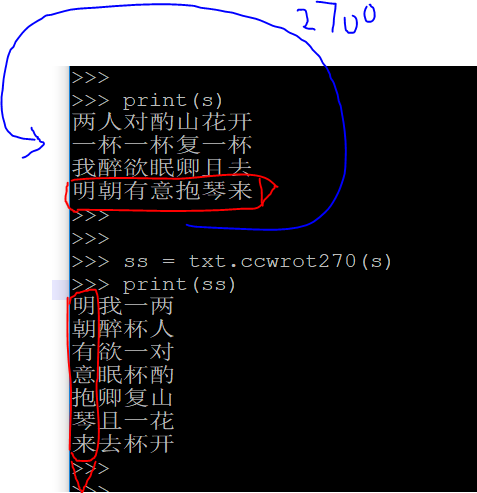 2700
>>>
>>> print(s)
两人对酌山花开
一杯一杯复一杯
我醉欲眠卿且去
明朝有意抱琴来
>>>
>>>
>>> ss = txt.ccwrot270(s)
>>> print(ss)
明我一两
朝醉杯人
有欲一对
意眠杯酌
抱卿复山
琴且一花
来去杯开
>>>
>>>